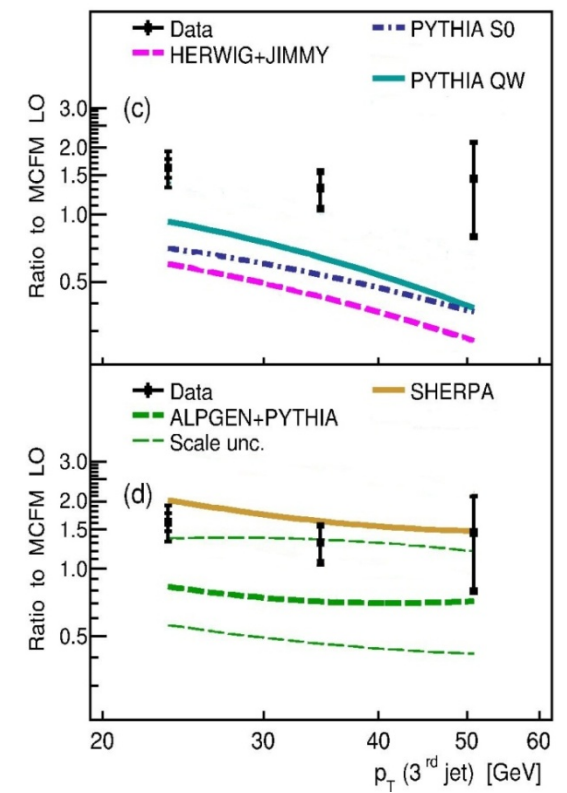 Data
PYTHIA S0
HERWIG+JIMMY
PYTHIA QW
(c)
3.0
2.0
1.5
1.0
0.5
Ratio to MCFM LO
Data
SHERPA
ALPGEN+PYTHIA
Scale unc.
(d)
3.0
2.0
1.5
1.0
0.5
Ratio to MCFM LO
20 30 40 50 60
p_T (3^rd jet) [GeV]